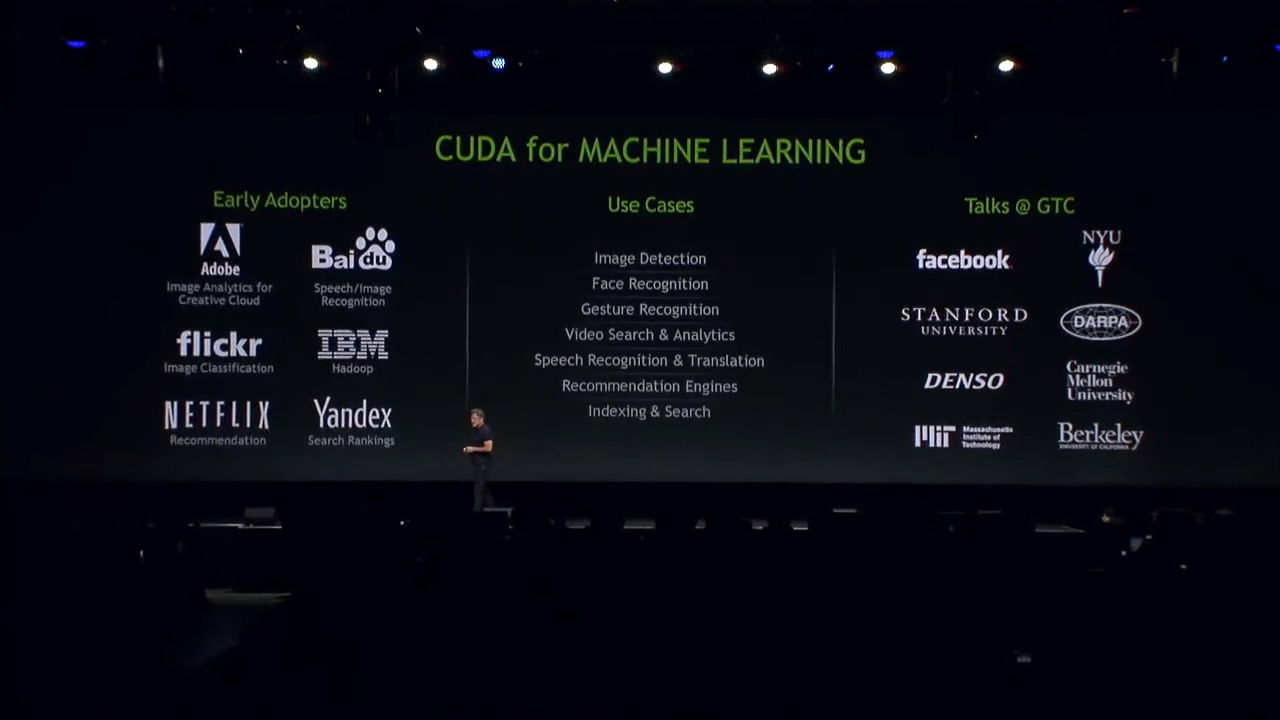 CUDA for MACHINE LEARNING
Early Adopters
Adobe
Image Analytics for
Creative Cloud
Baidu
Speech/Image
Recognition
flickr
Image Classification
IBM
Hadoop
NETFLIX
Recommendation
Yandex
Search Rankings
Use Cases
Image Detection
Face Recognition
Gesture Recognition
Video Search & Analytics
Speech Recognition & Translation
Recommendation Engines
Indexing & Search
Talks @ GTC
facebook
NYU
STANFORD
UNIVERSITY
DARPA
DENSO
Carnegie
Mellon
University
MIT
Massachusetts
Institute of
Technology
Berkeley
UNIVERSITY OF CALIFORNIA